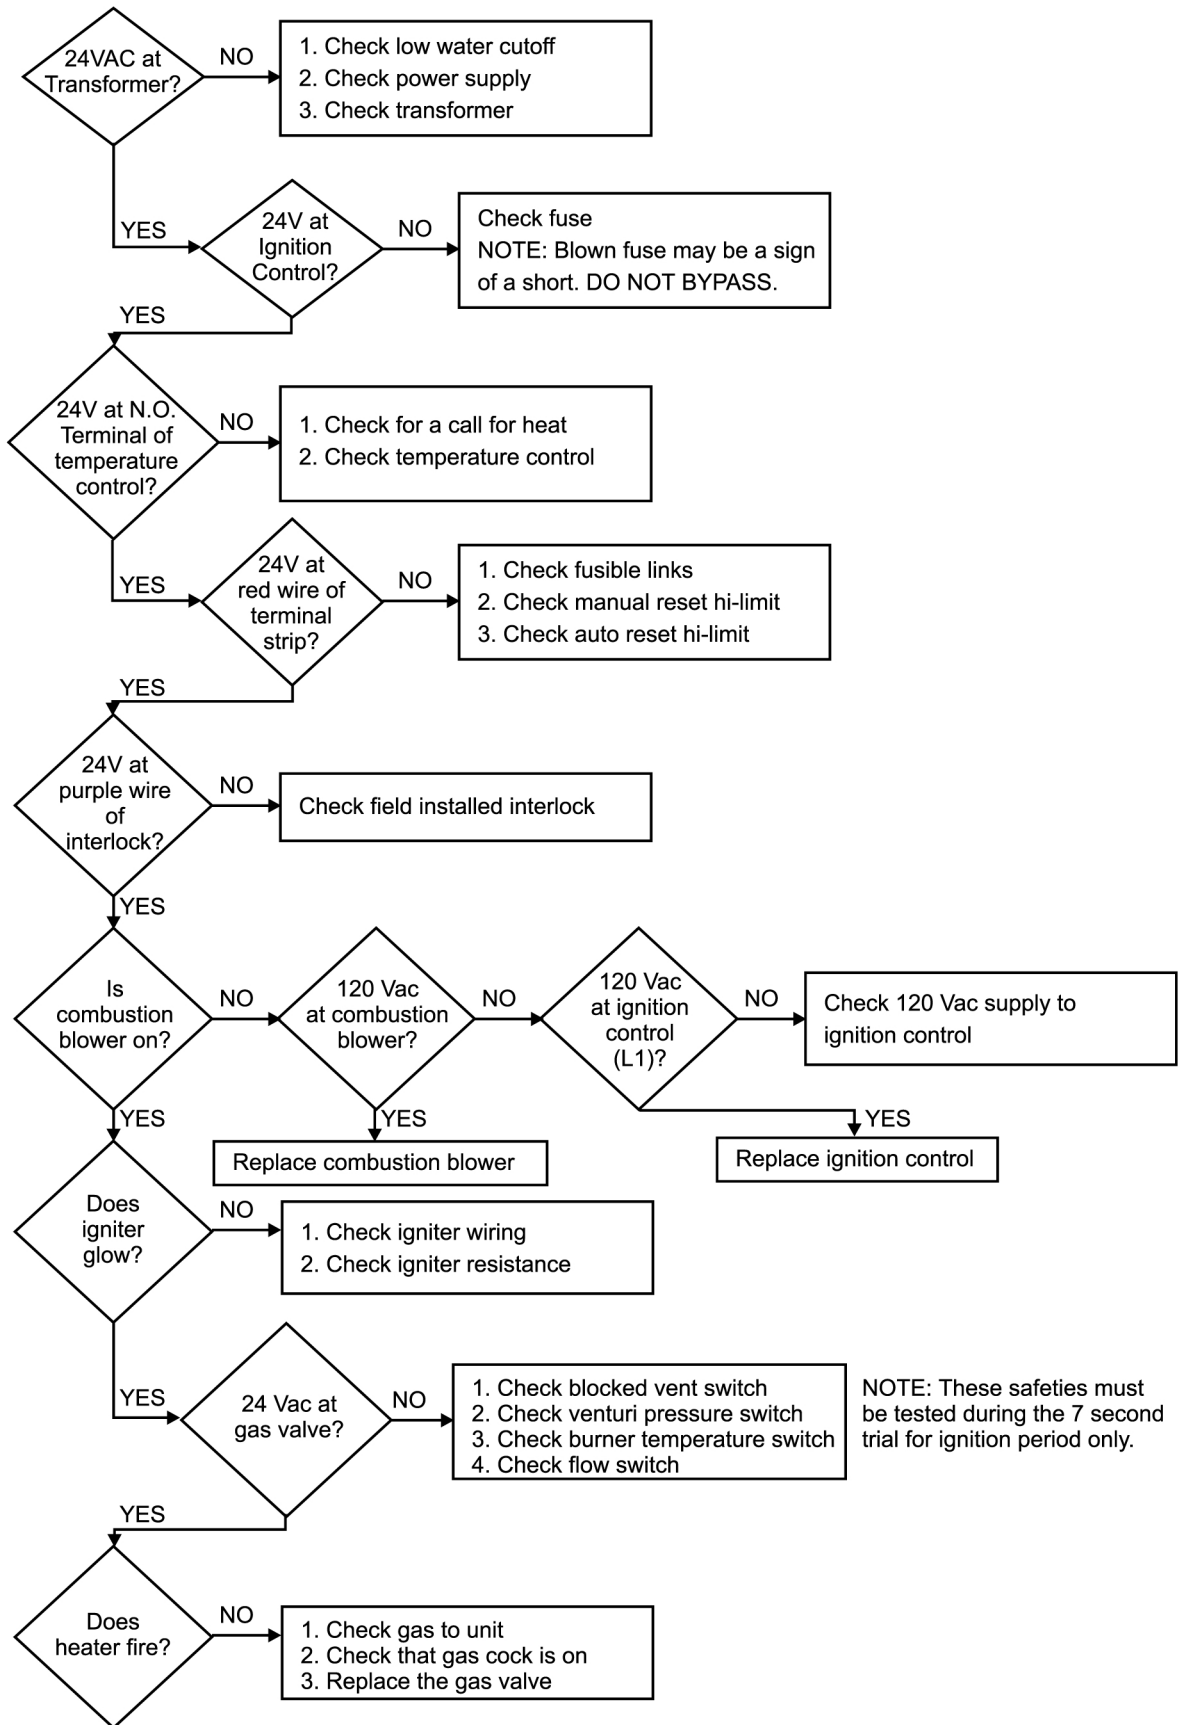 24VAC at
Transformer?
NO
1. Check low water cutoff
2. Check power supply
3. Check transformer
YES
24V at
Ignition
Control?
NO
Check fuse
NOTE: Blown fuse may be a sign
of a short. DO NOT BYPASS.
YES
24V at N.O.
Terminal of
temperature
control?
NO
1. Check for a call for heat
2. Check temperature control
YES
24V at
red wire of
terminal
strip?
NO
1. Check fusible links
2. Check manual reset hi-limit
3. Check auto reset hi-limit
YES
24V at
purple wire
of
interlock?
NO
Check field installed interlock
YES
Is
combustion
blower on?
NO
120 Vac
at combustion
blower?
NO
120 Vac
at ignition
control
(L1)?
NO
Check 120 Vac supply to
ignition control
YES
YES
YES
Replace combustion blower
Replace ignition control
Does
igniter
glow?
NO
1. Check igniter wiring
2. Check igniter resistance
YES
24 Vac at
gas valve?
NO
1. Check blocked vent switch
2. Check venturi pressure switch
3. Check burner temperature switch
4. Check flow switch
NOTE: These safeties must
be tested during the 7 second
trial for ignition period only.
YES
Does
heater fire?
NO
1. Check gas to unit
2. Check that gas cock is on
3. Replace the gas valve